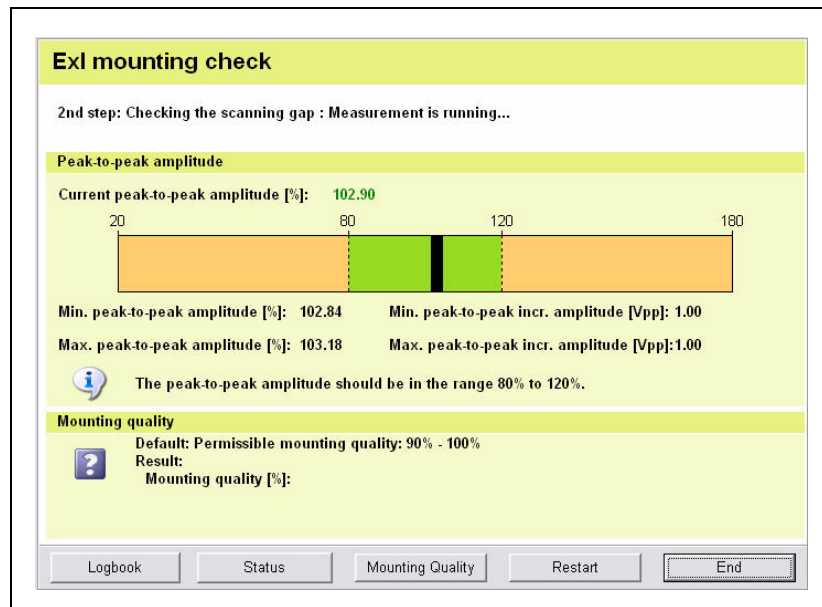 ExI mounting check
2nd step: Checking the scanning gap : Measurement is running...
Peak-to-peak amplitude
Current peak-to-peak amplitude [%]: 102.90
20 80 120 180
Min. peak-to-peak amplitude [%]: 102.84 Min. peak-to-peak incr. amplitude [Vpp]: 1.00
Max. peak-to-peak amplitude [%]: 103.18 Max. peak-to-peak incr. amplitude [Vpp]:1.00
The peak-to-peak amplitude should be in the range 80% to 120%.
Mounting quality
Default: Permissible mounting quality: 90% - 100%
Result:
Mounting quality [%]:
Logbook Status Mounting Quality Restart End